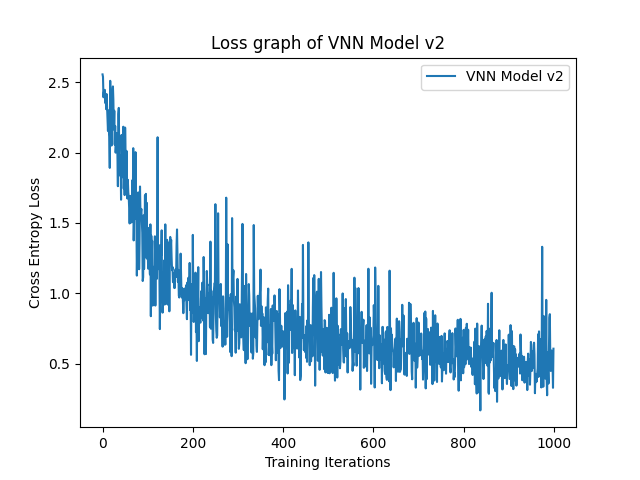 Loss graph of VNN Model v2
VNN Model v2
2.5
2.0
1.5
1.0
0.5
Cross Entropy Loss
0 200 400 600 800 1000
Training Iterations